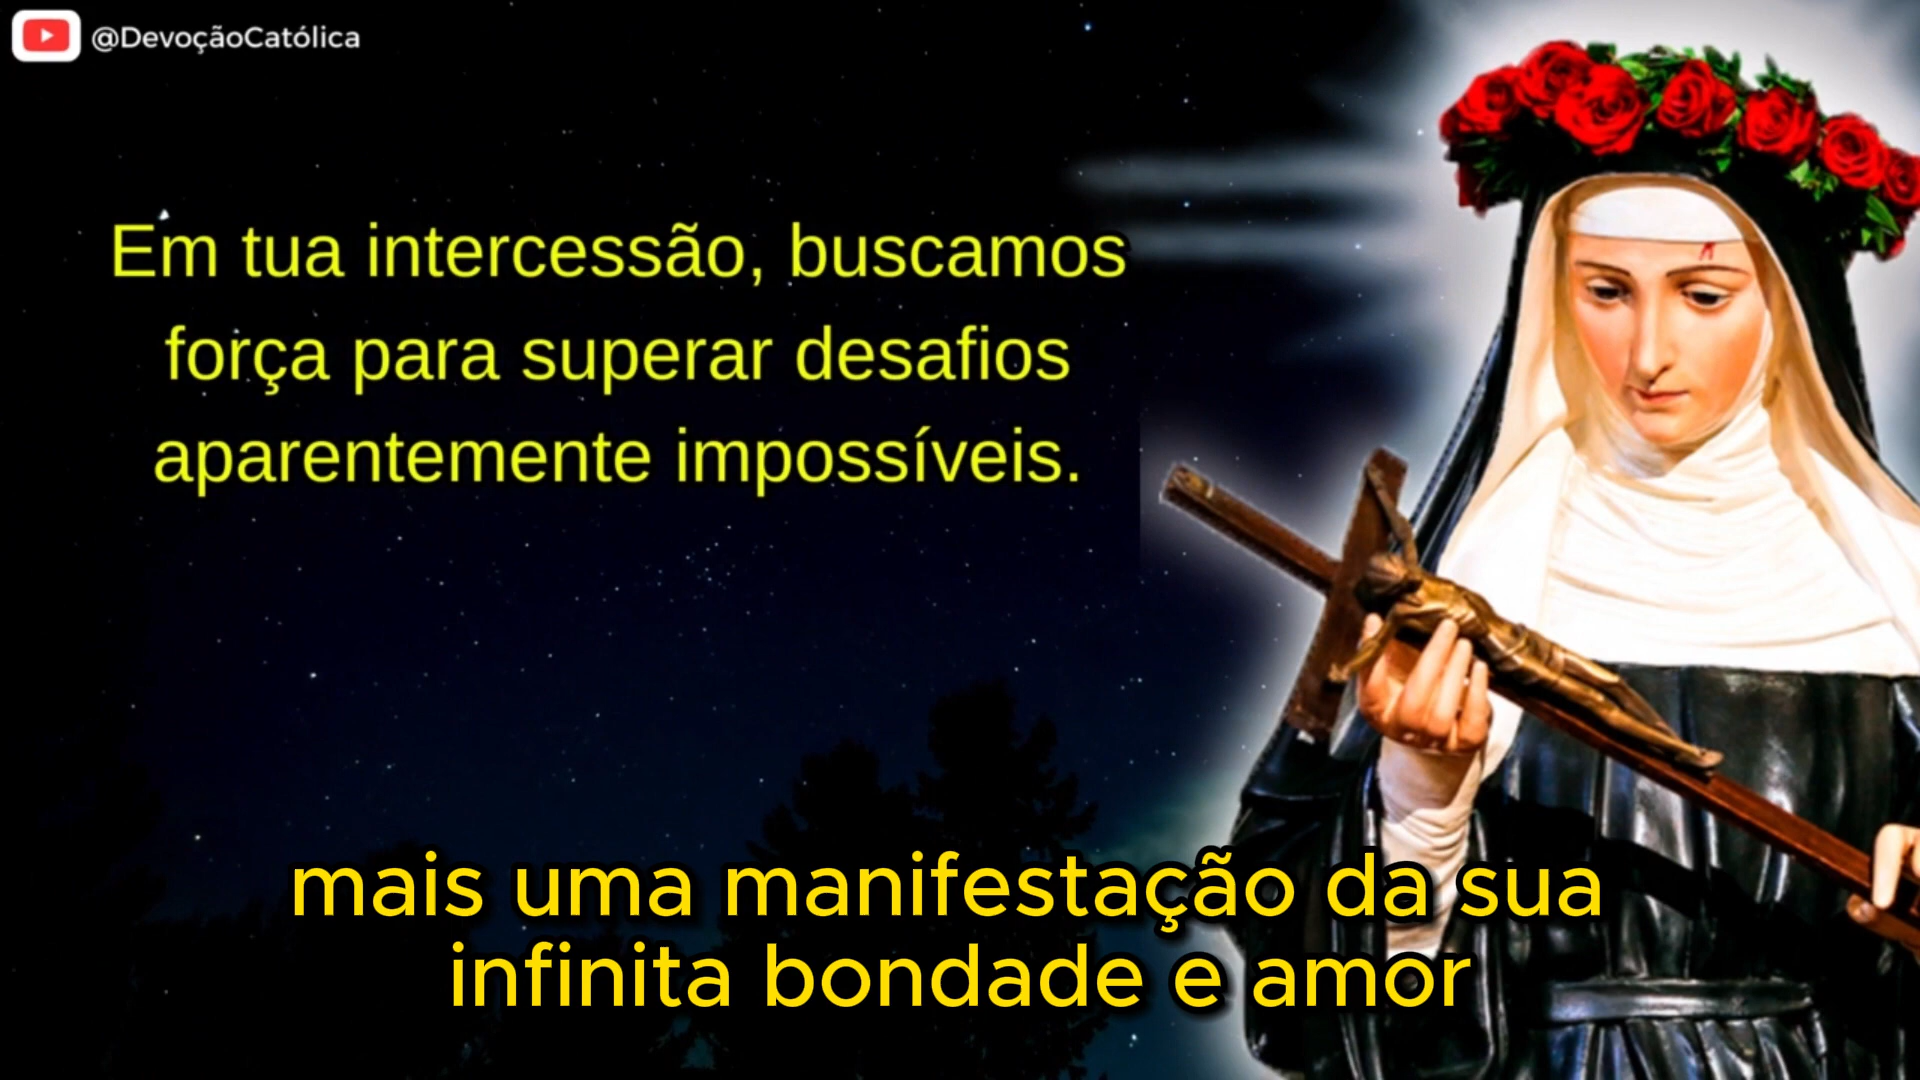 @DevoçãoCatólica
Em tua intercessão, buscamos
força para superar desafios
aparentemente impossíveis.
mais uma manifestação da sua
infinita bondade e amor